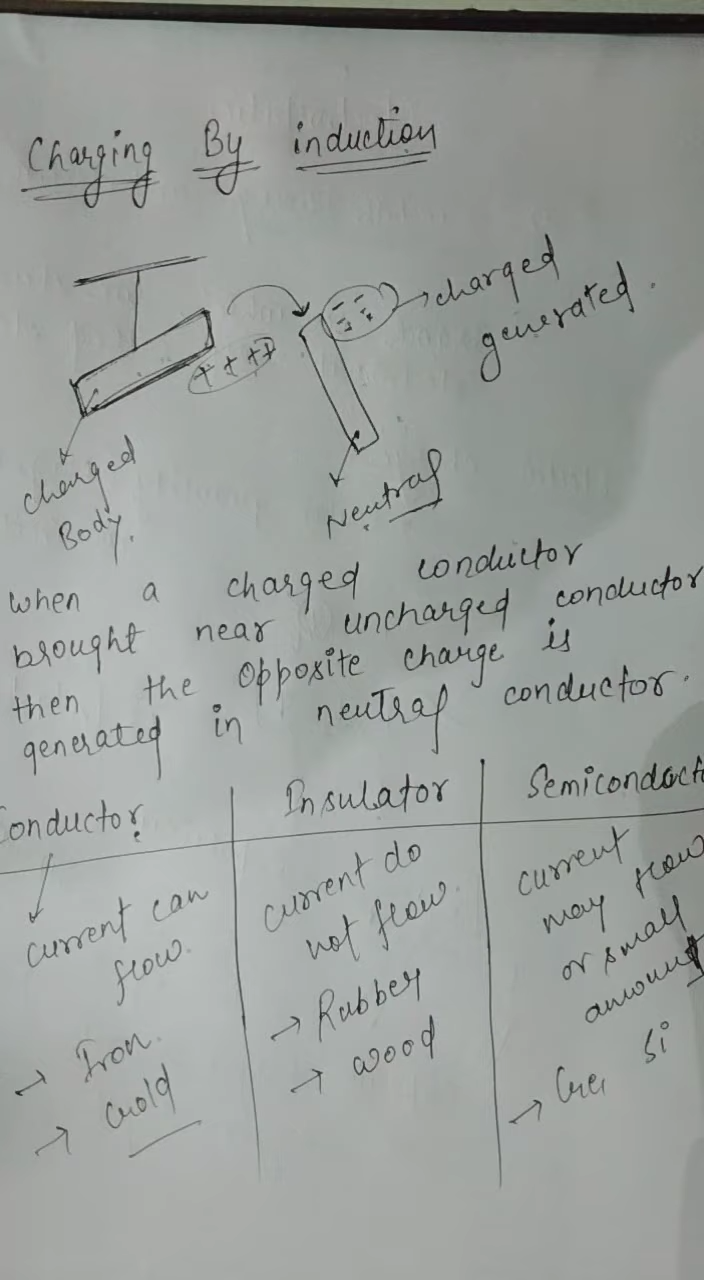 Charging By induction
+ + + +
- - - -
→ charged
generated.
charged
Body.
Neutral
when a charged conductor
brought near uncharged conductor
then the opposite charge is
generated in neutral conductor.
Conductor. | Insulator | Semiconducto
current can
flow.
→ Iron.
→ Gold
current do
not flow.
→ Rubber
→ wood
current
may flow
or small
amount
→ Ge, Si